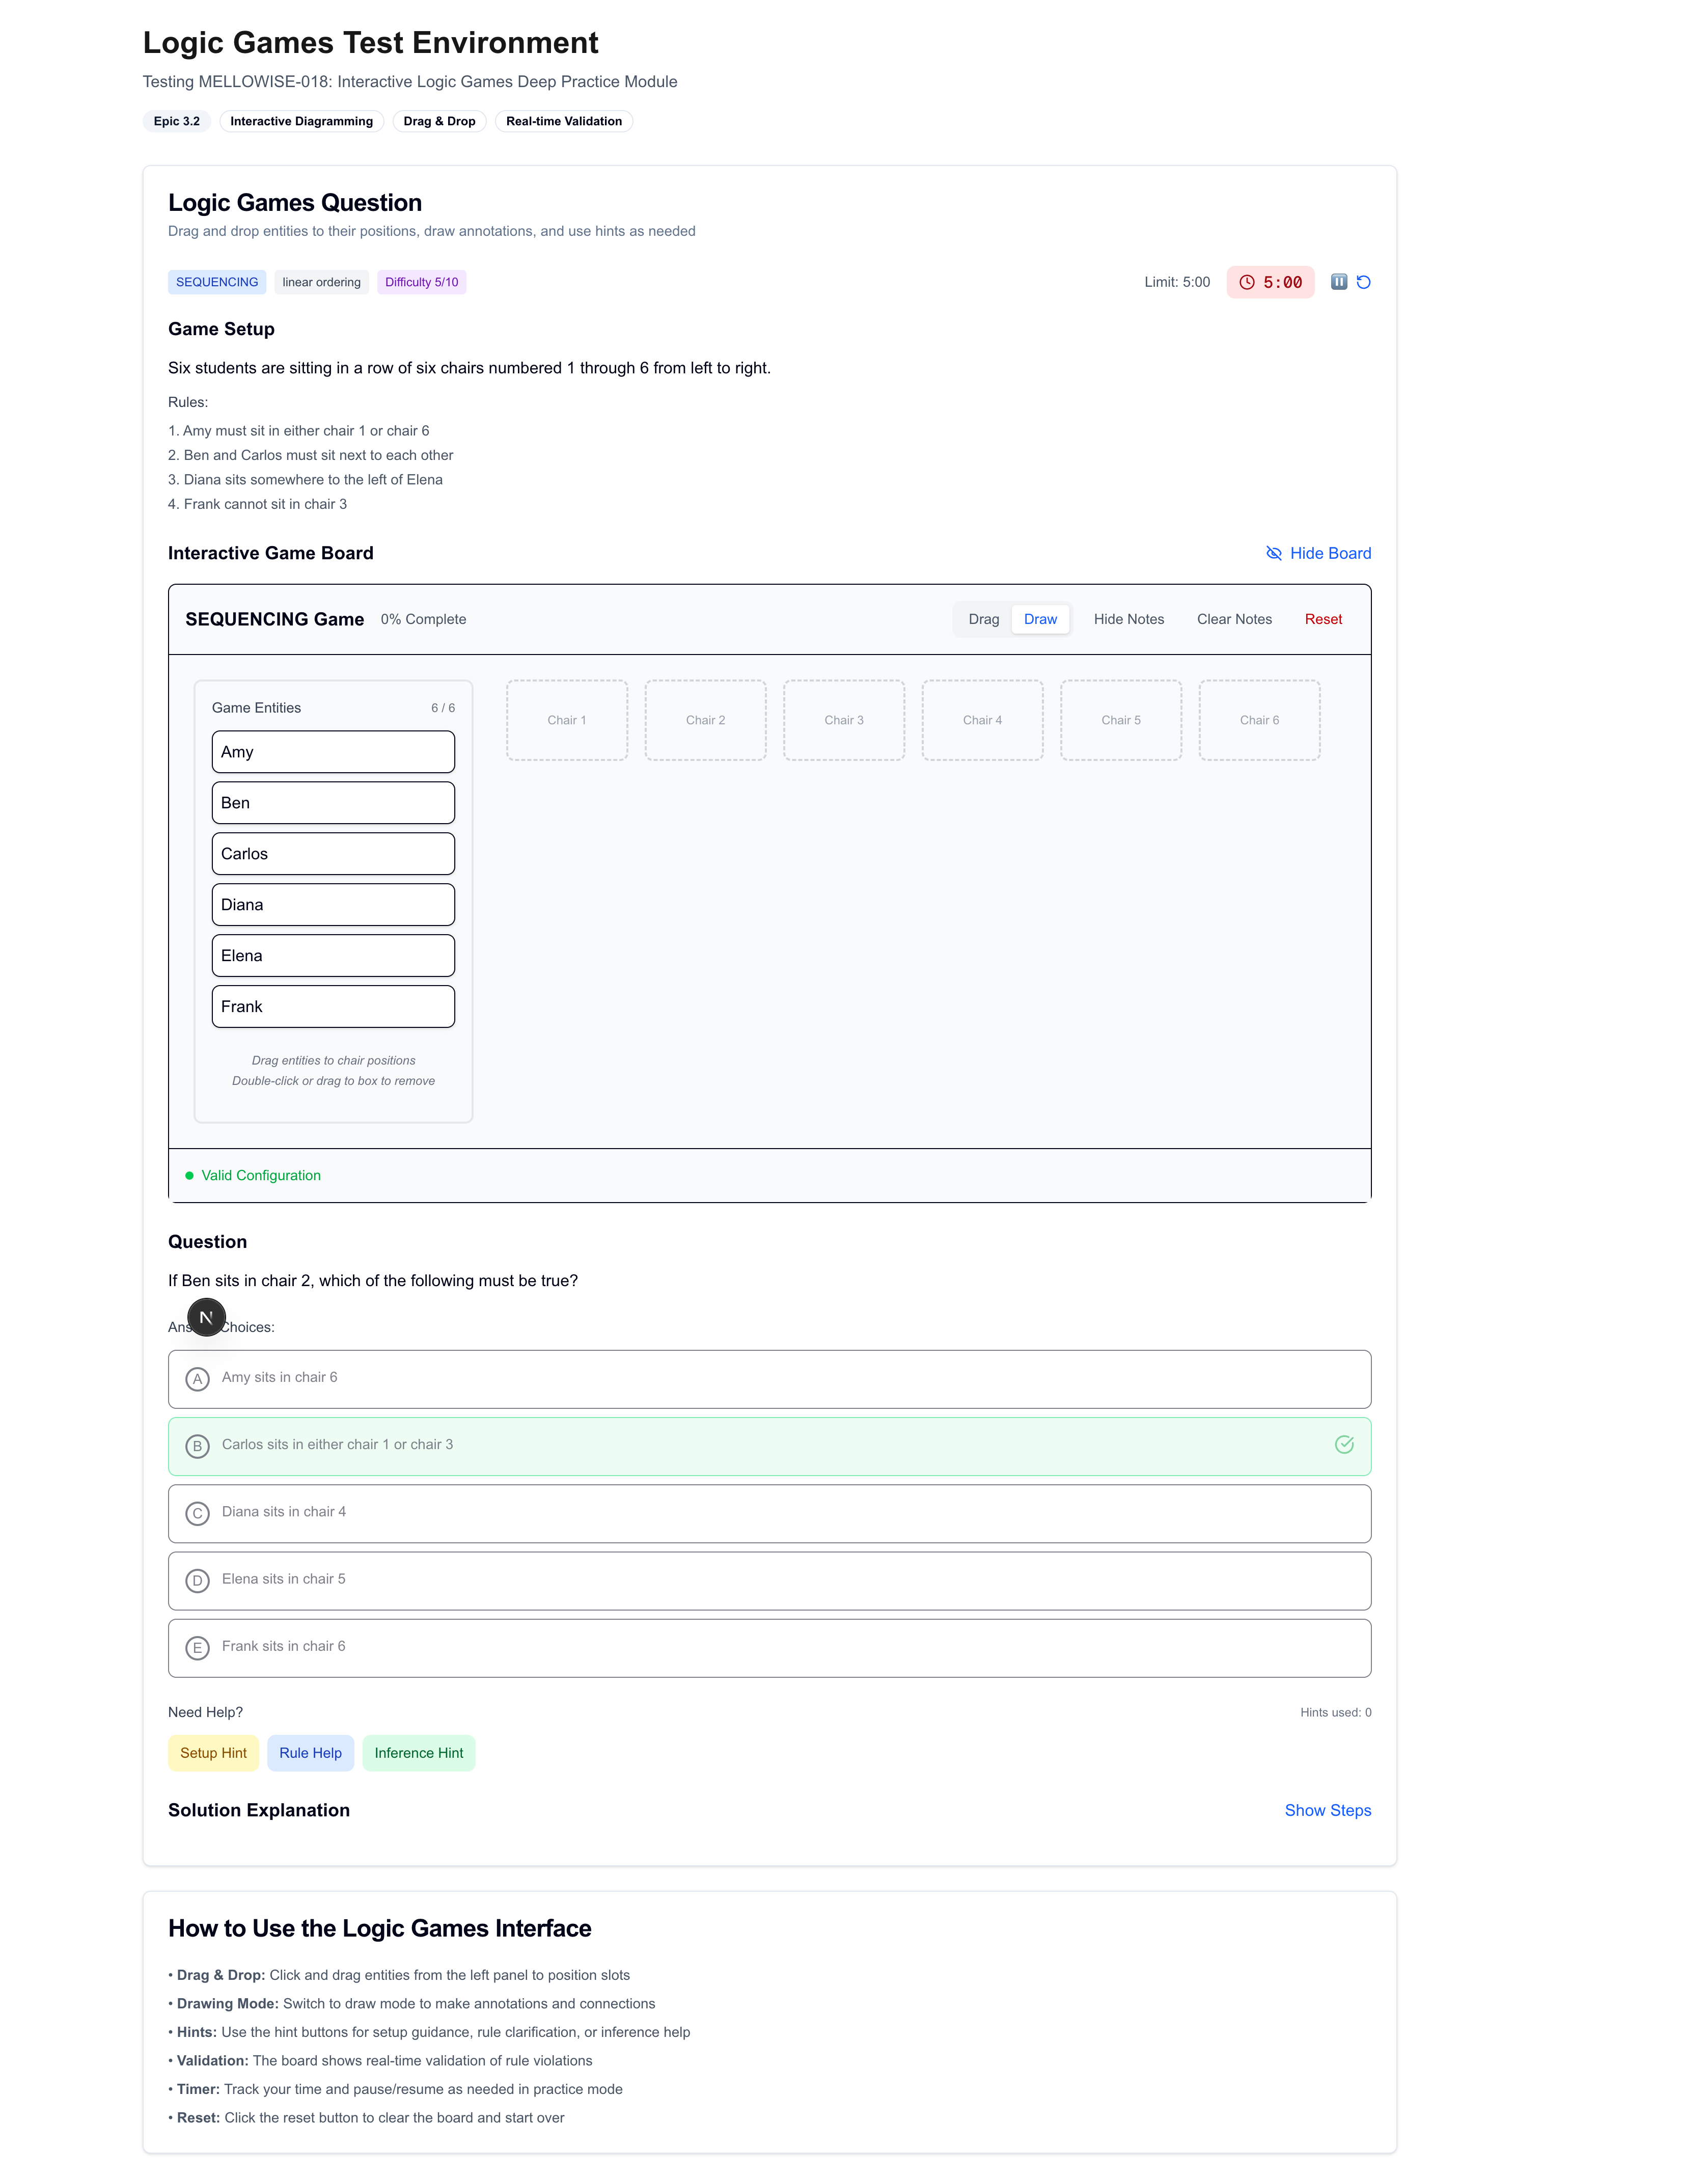 Logic Games Test Environment
Testing MELLOWISE-018: Interactive Logic Games Deep Practice Module
Epic 3.2 Interactive Diagramming Drag & Drop Real-time Validation
Logic Games Question
Drag and drop entities to their positions, draw annotations, and use hints as needed
SEQUENCING linear ordering Difficulty 5/10 Limit: 5:00 5:00
Game Setup
Six students are sitting in a row of six chairs numbered 1 through 6 from left to right.
Rules:
1. Amy must sit in either chair 1 or chair 6
2. Ben and Carlos must sit next to each other
3. Diana sits somewhere to the left of Elena
4. Frank cannot sit in chair 3
Interactive Game Board Hide Board
SEQUENCING Game 0% Complete Drag Draw Hide Notes Clear Notes Reset
Game Entities 6 / 6
Chair 1 Chair 2 Chair 3 Chair 4 Chair 5 Chair 6
Amy
Ben
Carlos
Diana
Elena
Frank
Drag entities to chair positions
Double-click or drag to box to remove
Valid Configuration
Question
If Ben sits in chair 2, which of the following must be true?
N
Choices:
A Amy sits in chair 6
B Carlos sits in either chair 1 or chair 3
C Diana sits in chair 4
D Elena sits in chair 5
E Frank sits in chair 6
Need Help? Hints used: 0
Setup Hint Rule Help Inference Hint
Solution Explanation Show Steps
How to Use the Logic Games Interface
• Drag & Drop: Click and drag entities from the left panel to position slots
• Drawing Mode: Switch to draw mode to make annotations and connections
• Hints: Use the hint buttons for setup guidance, rule clarification, or inference help
• Validation: The board shows real-time validation of rule violations
• Timer: Track your time and pause/resume as needed in practice mode
• Reset: Click the reset button to clear the board and start over